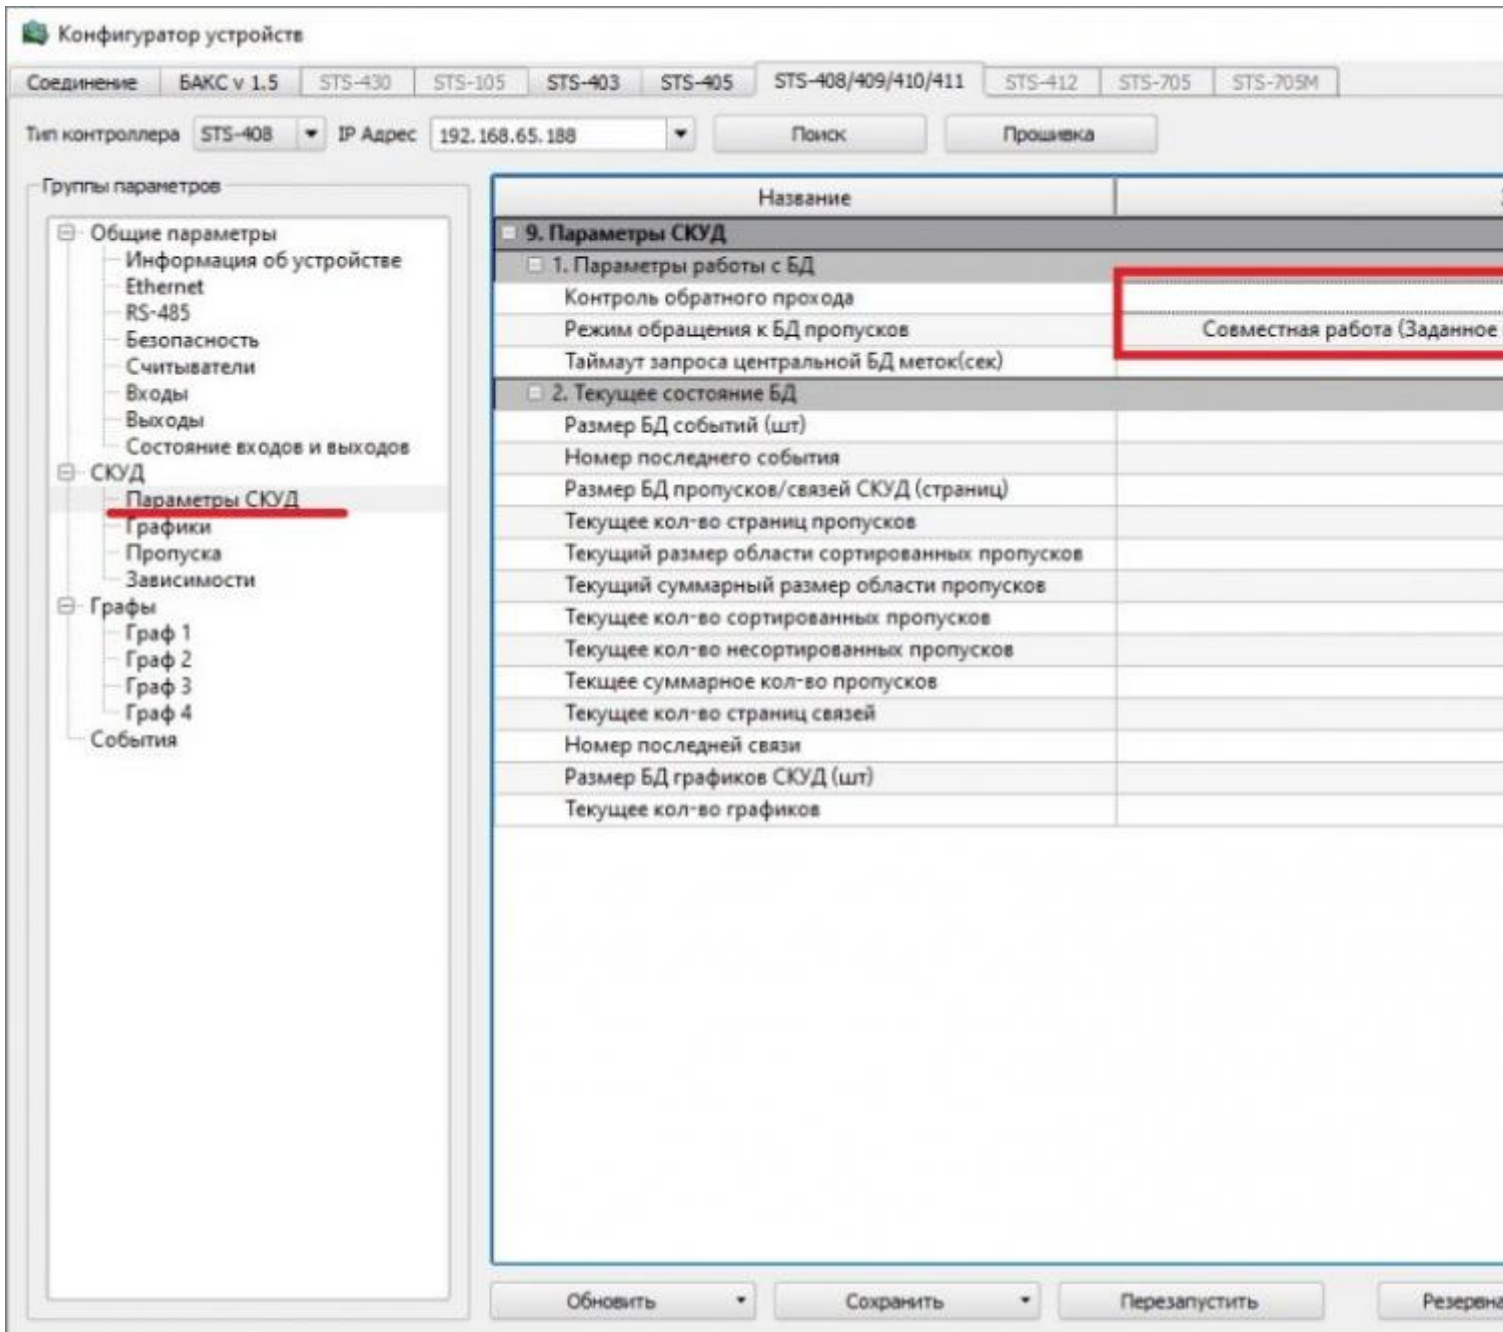 Конфигуратор устройств
Соединение БАКС v 1.5 STS-430 STS-105 STS-403 STS-405 STS-408/409/410/411 STS-412 STS-705 STS-705M
Тип контроллера STS-408 IP Адрес 192.168.65.188 Поиск Прошивка
Группы параметров
Общие параметры
Информация об устройстве
Ethernet
RS-485
Безопасность
Считыватели
Входы
Выходы
Состояние входов и выходов
СКУД
Параметры СКУД
Графики
Пропуска
Зависимости
Графы
Граф 1
Граф 2
Граф 3
Граф 4
События
Название
9. Параметры СКУД
1. Параметры работы с БД
Контроль обратного прохода
Режим обращения к БД пропусков Совместная работа (Заданное
Таймаут запроса центральной БД меток(сек)
2. Текущее состояние БД
Размер БД событий (шт)
Номер последнего события
Размер БД пропусков/связей СКУД (страниц)
Текущее кол-во страниц пропусков
Текущий размер области сортированных пропусков
Текущий суммарный размер области пропусков
Текущее кол-во сортированных пропусков
Текущее кол-во несортированных пропусков
Текщее суммарное кол-во пропусков
Текущее кол-во страниц связей
Номер последней связи
Размер БД графиков СКУД (шт)
Текущее кол-во графиков
Обновить Сохранить Перезапустить Резервна